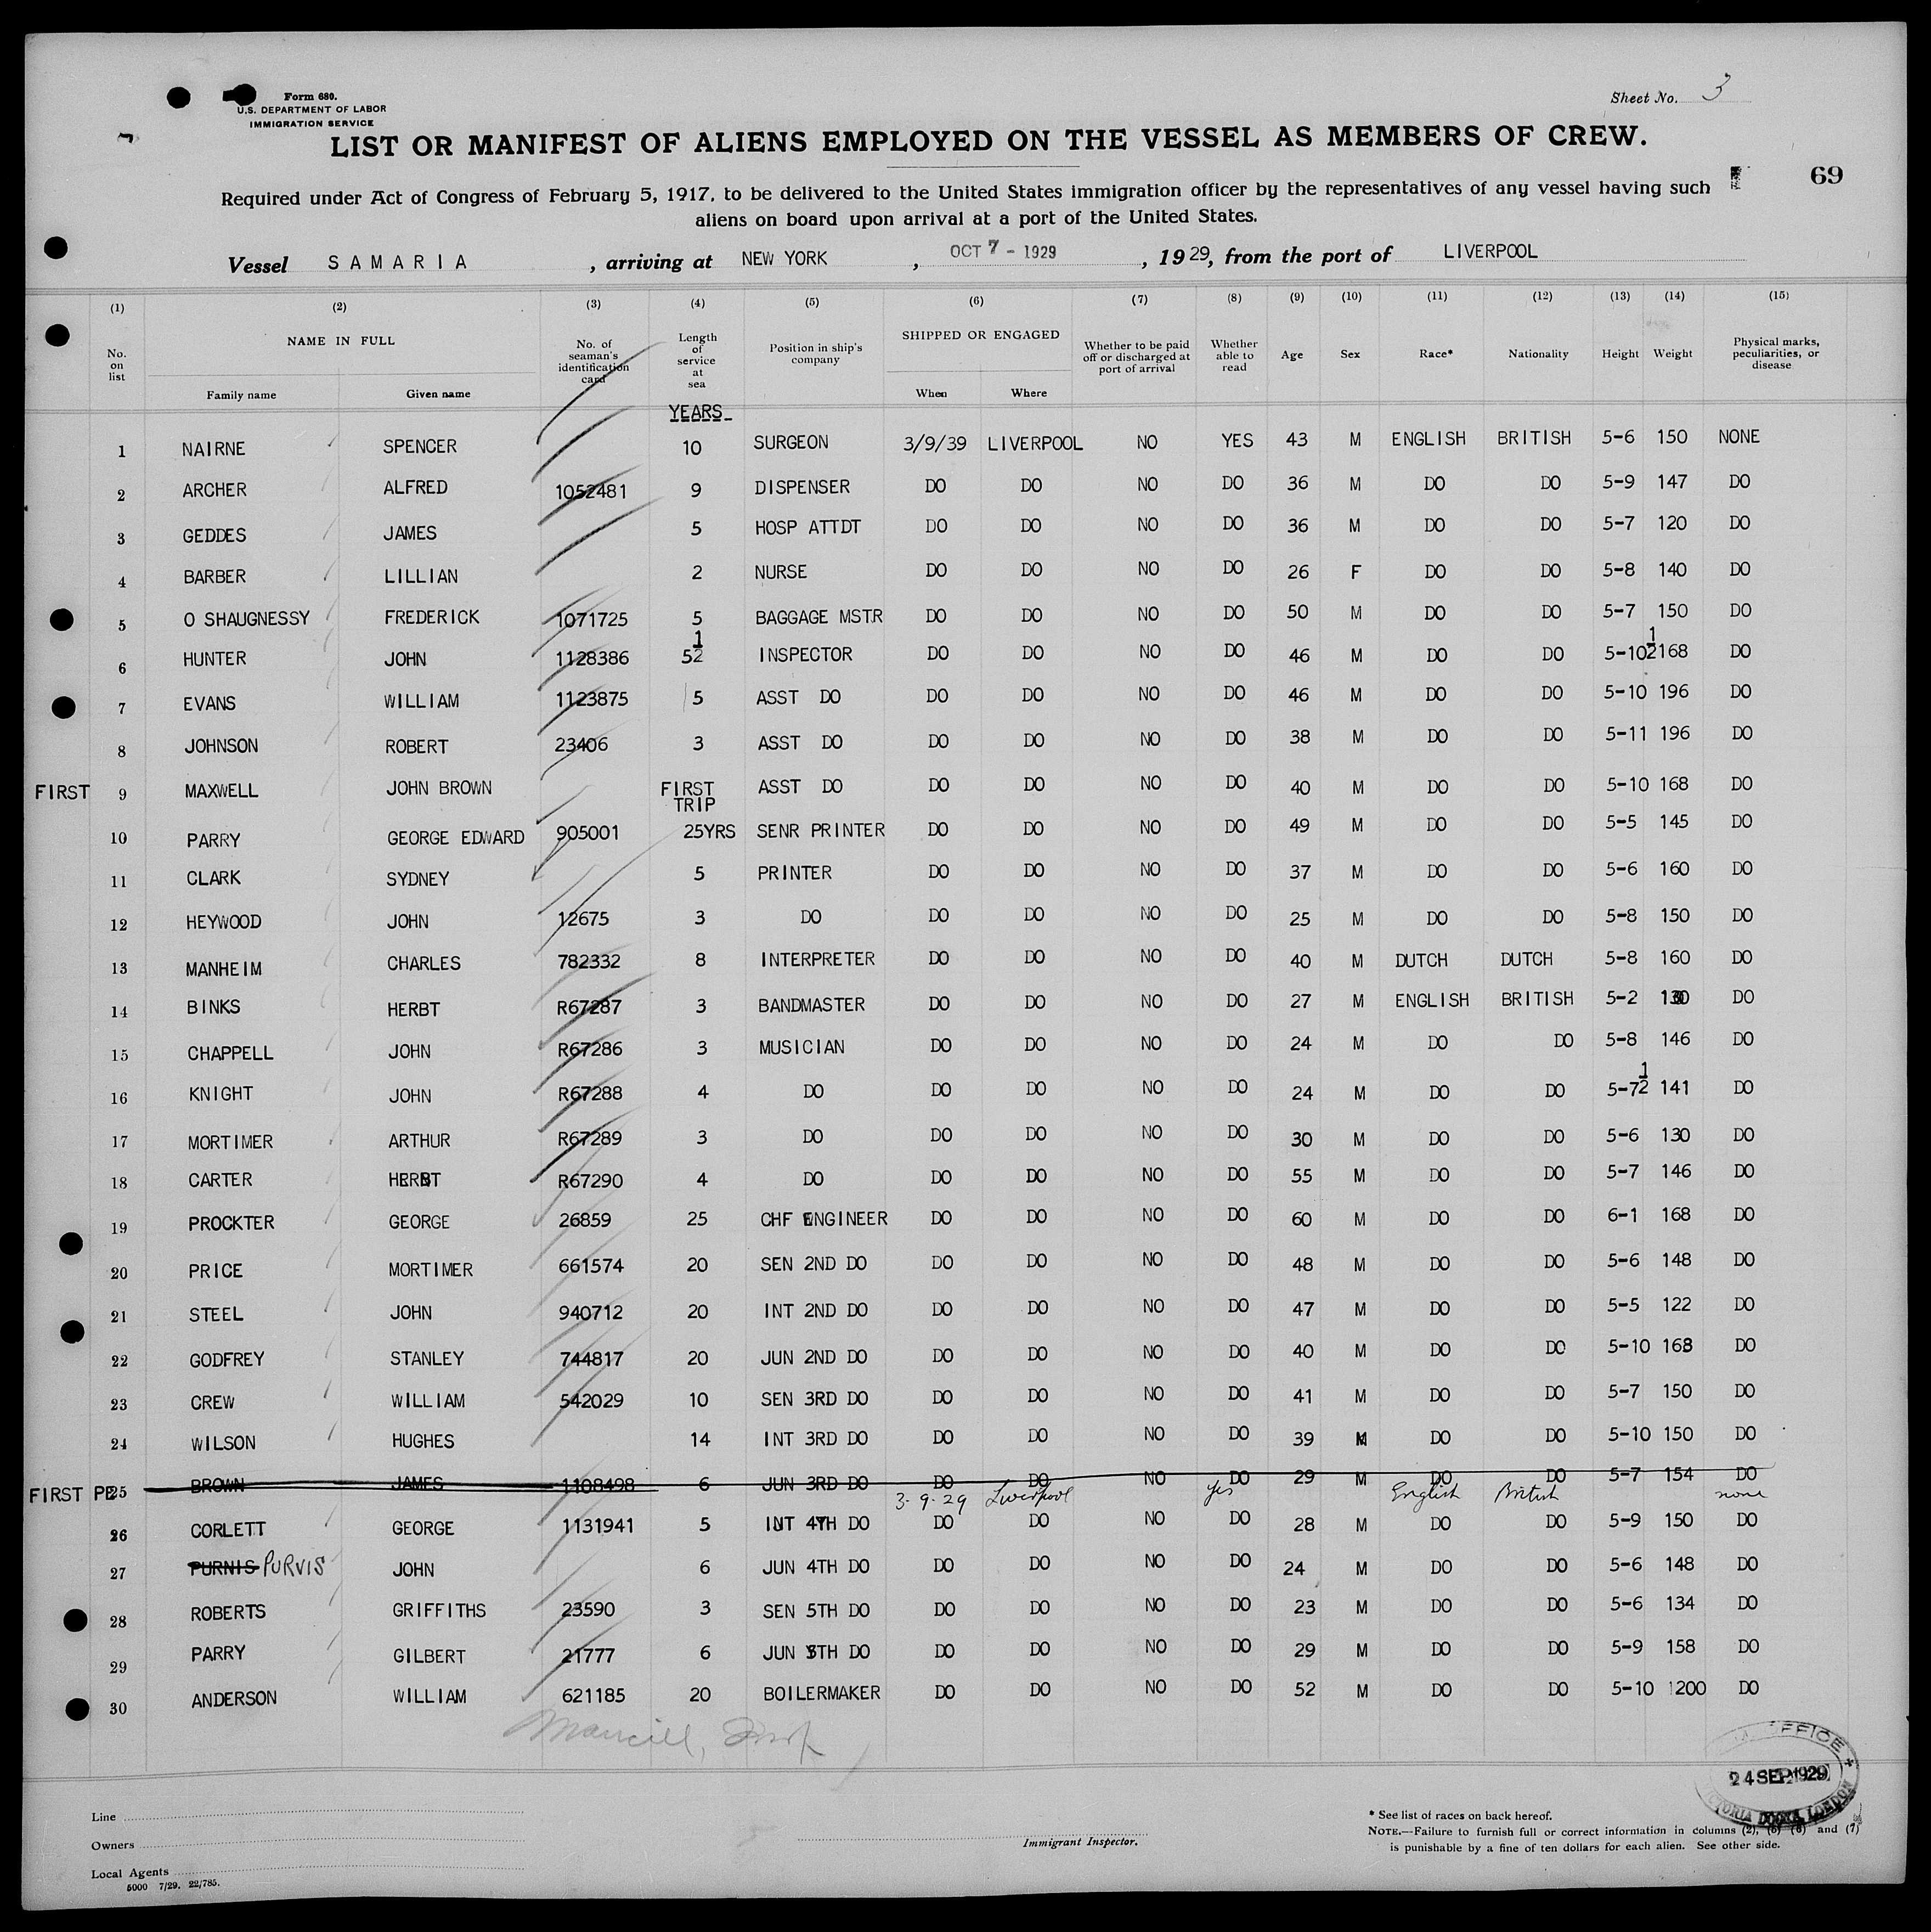 Form 680.
U.S. DEPARTMENT OF LABOR
IMMIGRATION SERVICE
Sheet No. 3
LIST OR MANIFEST OF ALIENS EMPLOYED ON THE VESSEL AS MEMBERS OF CREW.
69
Required under Act of Congress of February 5, 1917, to be delivered to the United States immigration officer by the representatives of any vessel having such
aliens on board upon arrival at a port of the United States.
Vessel SAMARIA, arriving at NEW YORK, OCT 7 - 1929, 1929, from the port of LIVERPOOL
(1) (2) (3) (4) (5) (6) (7) (8) (9) (10) (11) (12) (13) (14) (15)
No. on list NAME IN FULL Family name Given name No. of seaman's identification card Length of service at sea Position in ship's company SHIPPED OR ENGAGED When Where Whether to be paid off or discharged at port of arrival Whether able to read Age Sex Race* Nationality Height Weight Physical marks, peculiarities, or disease
YEARS
1 NAIRNE SPENCER 10 SURGEON 3/9/39 LIVERPOOL NO YES 43 M ENGLISH BRITISH 5-6 150 NONE
2 ARCHER ALFRED 1052481 9 DISPENSER DO DO NO DO 36 M DO DO 5-9 147 DO
3 GEDDES JAMES 5 HOSP ATTDT DO DO NO DO 36 M DO DO 5-7 120 DO
4 BARBER LILLIAN 2 NURSE DO DO NO DO 26 F DO DO 5-8 140 DO
5 O SHAUGNESSY FREDERICK 1071725 5 BAGGAGE MSTR DO DO NO DO 50 M DO DO 5-7 150 DO
6 HUNTER JOHN 1128386 5 1/2 INSPECTOR DO DO NO DO 46 M DO DO 5-10 1/2 168 DO
7 EVANS WILLIAM 1123875 5 ASST DO DO DO NO DO 46 M DO DO 5-10 196 DO
8 JOHNSON ROBERT 23406 3 ASST DO DO DO NO DO 38 M DO DO 5-11 196 DO
FIRST 9 MAXWELL JOHN BROWN FIRST TRIP ASST DO DO DO NO DO 40 M DO DO 5-10 168 DO
10 PARRY GEORGE EDWARD 905001 25YRS SENR PRINTER DO DO NO DO 49 M DO DO 5-5 145 DO
11 CLARK SYDNEY 5 PRINTER DO DO NO DO 37 M DO DO 5-6 160 DO
12 HEYWOOD JOHN 12675 3 DO DO DO NO DO 25 M DO DO 5-8 150 DO
13 MANHEIM CHARLES 782332 8 INTERPRETER DO DO NO DO 40 M DUTCH DUTCH 5-8 160 DO
14 BINKS HERBT R67287 3 BANDMASTER DO DO NO DO 27 M ENGLISH BRITISH 5-2 130 DO
15 CHAPPELL JOHN R67286 3 MUSICIAN DO DO NO DO 24 M DO DO 5-8 146 DO
16 KNIGHT JOHN R67288 4 DO DO DO NO DO 24 M DO DO 5-7 1/2 141 DO
17 MORTIMER ARTHUR R67289 3 DO DO DO NO DO 30 M DO DO 5-6 130 DO
18 CARTER HERBT R67290 4 DO DO DO NO DO 55 M DO DO 5-7 146 DO
19 PROCKTER GEORGE 26859 25 CHF ENGINEER DO DO NO DO 60 M DO DO 6-1 168 DO
20 PRICE MORTIMER 661574 20 SEN 2ND DO DO DO NO DO 48 M DO DO 5-6 148 DO
21 STEEL JOHN 940712 20 INT 2ND DO DO DO NO DO 47 M DO DO 5-5 122 DO
22 GODFREY STANLEY 744817 20 JUN 2ND DO DO DO NO DO 40 M DO DO 5-10 168 DO
23 CREW WILLIAM 542029 10 SEN 3RD DO DO DO NO DO 41 M DO DO 5-7 150 DO
24 WILSON HUGHES 14 INT 3RD DO DO DO NO DO 39 M DO DO 5-10 150 DO
FIRST PE 25 BROWN JAMES 1108498 6 JUN 3RD DO DO DO NO DO 29 M DO DO 5-7 154 DO
3-9-29 Liverpool yes English British none
26 CORLETT GEORGE 1131941 5 INT 4TH DO DO DO NO DO 28 M DO DO 5-9 150 DO
27 PURNIS PURVIS JOHN 6 JUN 4TH DO DO DO NO DO 24 M DO DO 5-6 148 DO
28 ROBERTS GRIFFITHS 23590 3 SEN 5TH DO DO DO NO DO 23 M DO DO 5-6 134 DO
29 PARRY GILBERT 21777 6 JUN 5TH DO DO DO NO DO 29 M DO DO 5-9 158 DO
30 ANDERSON WILLIAM 621185 20 BOILERMAKER DO DO NO DO 52 M DO DO 5-10 1200 DO
OFFICE
24 SEP 1929
VICTORIA DOCKS, LONDON
Line
Owners
Local Agents
5000 7/29. 22/785.
Immigrant Inspector.
* See list of races on back hereof.
NOTE.—Failure to furnish full or correct information in columns (2), (5) (6) and (7)
is punishable by a fine of ten dollars for each alien. See other side.